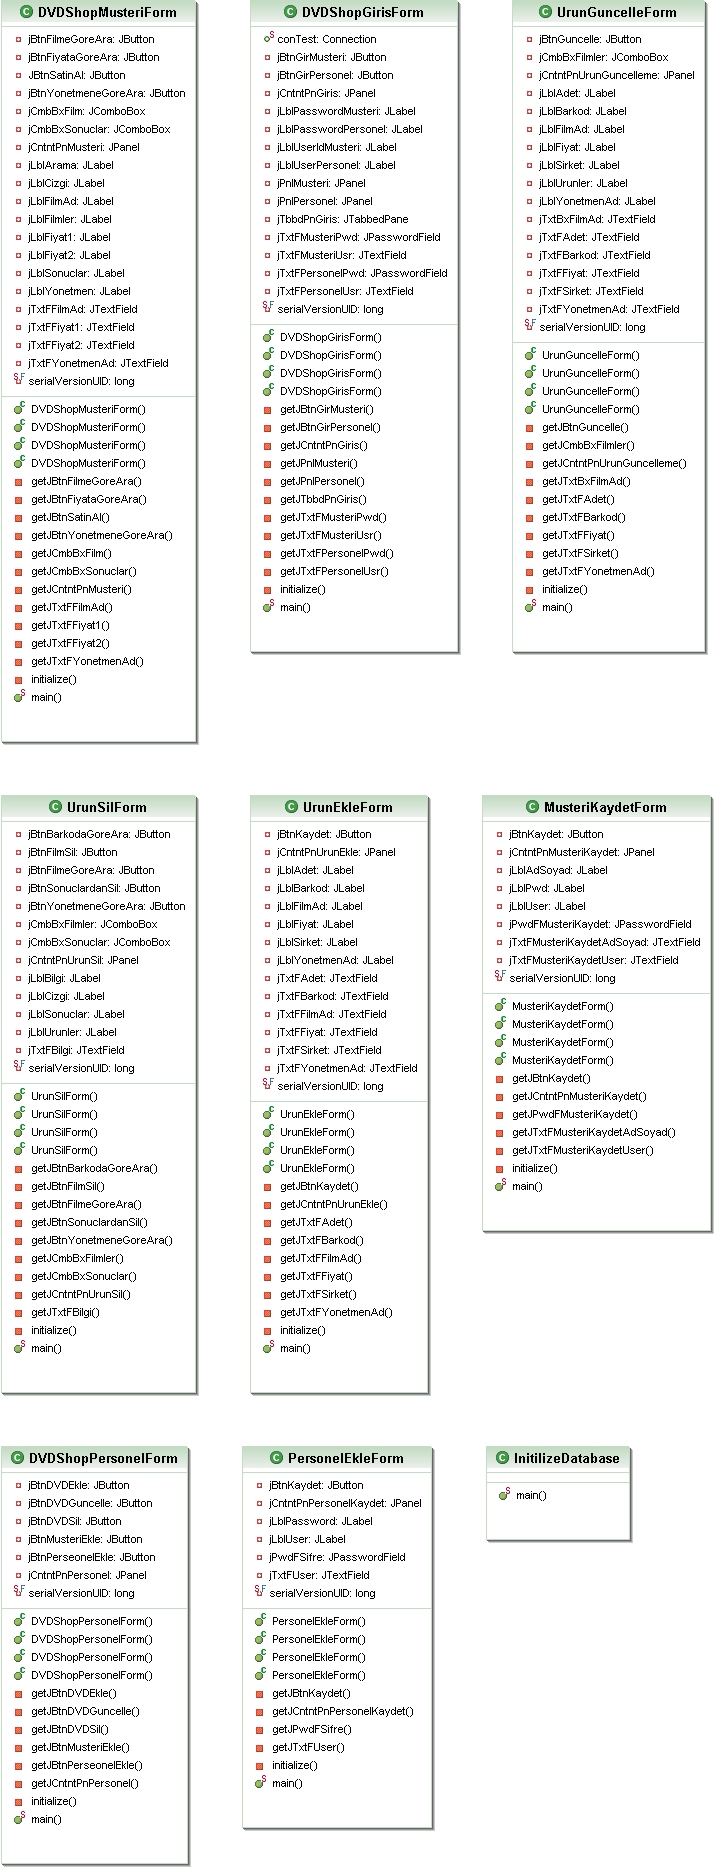 DVDShopMusteriForm
jBtnFilmeGoreAra: JButton
jBtnFiyataGoreAra: JButton
JBtnSatinAl: JButton
jBtnYonetmeneGoreAra: JButton
jCmbBxFilm: JComboBox
jCmbBxSonuclar: JComboBox
jCntntPnMusteri: JPanel
jLblArama: JLabel
jLblCizgi: JLabel
jLblFilmAd: JLabel
jLblFilmler: JLabel
jLblFiyat1: JLabel
jLblFiyat2: JLabel
jLblSonuclar: JLabel
jLblYonetmen: JLabel
jTxtFFilmAd: JTextField
jTxtFFiyat1: JTextField
jTxtFFiyat2: JTextField
jTxtFYonetmenAd: JTextField
serialVersionUID: long
DVDShopMusteriForm()
DVDShopMusteriForm()
DVDShopMusteriForm()
DVDShopMusteriForm()
getJBtnFilmeGoreAra()
getJBtnFiyataGoreAra()
getJBtnSatinAl()
getJBtnYonetmeneGoreAra()
getJCmbBxFilm()
getJCmbBxSonuclar()
getJCntntPnMusteri()
getJTxtFFilmAd()
getJTxtFFiyat1()
getJTxtFFiyat2()
getJTxtFYonetmenAd()
initialize()
main()
DVDShopGirisForm
conTest: Connection
jBtnGirMusteri: JButton
jBtnGirPersonel: JButton
jCntntPnGiris: JPanel
jLblPasswordMusteri: JLabel
jLblPasswordPersonel: JLabel
jLblUserIdMusteri: JLabel
jLblUserPersonel: JLabel
jPnlMusteri: JPanel
jPnlPersonel: JPanel
jTbbdPnGiris: JTabbedPane
jTxtFMusteriPwd: JPasswordField
jTxtFMusteriUsr: JTextField
jTxtFPersonelPwd: JPasswordField
jTxtFPersonelUsr: JTextField
serialVersionUID: long
DVDShopGirisForm()
DVDShopGirisForm()
DVDShopGirisForm()
DVDShopGirisForm()
getJBtnGirMusteri()
getJBtnGirPersonel()
getJCntntPnGiris()
getJPnlMusteri()
getJPnlPersonel()
getJTbbdPnGiris()
getJTxtFMusteriPwd()
getJTxtFMusteriUsr()
getJTxtFPersonelPwd()
getJTxtFPersonelUsr()
initialize()
main()
UrunGuncelleForm
jBtnGuncelle: JButton
jCmbBxFilmler: JComboBox
jCntntPnUrunGuncelleme: JPanel
jLblAdet: JLabel
jLblBarkod: JLabel
jLblFilmAd: JLabel
jLblFiyat: JLabel
jLblSirket: JLabel
jLblUrunler: JLabel
jLblYonetmenAd: JLabel
jTxtBxFilmAd: JTextField
jTxtFAdet: JTextField
jTxtFBarkod: JTextField
jTxtFFiyat: JTextField
jTxtFSirket: JTextField
jTxtFYonetmenAd: JTextField
serialVersionUID: long
UrunGuncelleForm()
UrunGuncelleForm()
UrunGuncelleForm()
UrunGuncelleForm()
getJBtnGuncelle()
getJCmbBxFilmler()
getJCntntPnUrunGuncelleme()
getJTxtBxFilmAd()
getJTxtFAdet()
getJTxtFBarkod()
getJTxtFFiyat()
getJTxtFSirket()
getJTxtFYonetmenAd()
initialize()
main()
UrunSilForm
jBtnBarkodaGoreAra: JButton
jBtnFilmSil: JButton
jBtnFilmeGoreAra: JButton
jBtnSonuclardanSil: JButton
jBtnYonetmeneGoreAra: JButton
jCmbBxFilmler: JComboBox
jCmbBxSonuclar: JComboBox
jCntntPnUrunSil: JPanel
jLblBilgi: JLabel
jLblCizgi: JLabel
jLblSonuclar: JLabel
jLblUrunler: JLabel
jTxtFBilgi: JTextField
serialVersionUID: long
UrunSilForm()
UrunSilForm()
UrunSilForm()
UrunSilForm()
getJBtnBarkodaGoreAra()
getJBtnFilmSil()
getJBtnFilmeGoreAra()
getJBtnSonuclardanSil()
getJBtnYonetmeneGoreAra()
getJCmbBxFilmler()
getJCmbBxSonuclar()
getJCntntPnUrunSil()
getJTxtFBilgi()
initialize()
main()
UrunEkleForm
jBtnKaydet: JButton
jCntntPnUrunEkle: JPanel
jLblAdet: JLabel
jLblBarkod: JLabel
jLblFilmAd: JLabel
jLblFiyat: JLabel
jLblSirket: JLabel
jLblYonetmenAd: JLabel
jTxtFAdet: JTextField
jTxtFBarkod: JTextField
jTxtFFilmAd: JTextField
jTxtFFiyat: JTextField
jTxtFSirket: JTextField
jTxtFYonetmenAd: JTextField
serialVersionUID: long
UrunEkleForm()
UrunEkleForm()
UrunEkleForm()
UrunEkleForm()
getJBtnKaydet()
getJCntntPnUrunEkle()
getJTxtFAdet()
getJTxtFBarkod()
getJTxtFFilmAd()
getJTxtFFiyat()
getJTxtFSirket()
getJTxtFYonetmenAd()
initialize()
main()
MusteriKaydetForm
jBtnKaydet: JButton
jCntntPnMusteriKaydet: JPanel
jLblAdSoyad: JLabel
jLblPwd: JLabel
jLblUser: JLabel
jPwdFMusteriKaydet: JPasswordField
jTxtFMusteriKaydetAdSoyad: JTextField
jTxtFMusteriKaydetUser: JTextField
serialVersionUID: long
MusteriKaydetForm()
MusteriKaydetForm()
MusteriKaydetForm()
MusteriKaydetForm()
getJBtnKaydet()
getJCntntPnMusteriKaydet()
getJPwdFMusteriKaydet()
getJTxtFMusteriKaydetAdSoyad()
getJTxtFMusteriKaydetUser()
initialize()
main()
DVDShopPersonelForm
jBtnDVDEkle: JButton
jBtnDVDGuncelle: JButton
jBtnDVDSil: JButton
jBtnMusteriEkle: JButton
jBtnPerseonelEkle: JButton
jCntntPnPersonel: JPanel
serialVersionUID: long
DVDShopPersonelForm()
DVDShopPersonelForm()
DVDShopPersonelForm()
DVDShopPersonelForm()
getJBtnDVDEkle()
getJBtnDVDGuncelle()
getJBtnDVDSil()
getJBtnMusteriEkle()
getJBtnPerseonelEkle()
getJCntntPnPersonel()
initialize()
main()
PersonelEkleForm
jBtnKaydet: JButton
jCntntPnPersonelKaydet: JPanel
jLblPassword: JLabel
jLblUser: JLabel
jPwdFSifre: JPasswordField
jTxtFUser: JTextField
serialVersionUID: long
PersonelEkleForm()
PersonelEkleForm()
PersonelEkleForm()
PersonelEkleForm()
getJBtnKaydet()
getJCntntPnPersonelKaydet()
getJPwdFSifre()
getJTxtFUser()
initialize()
main()
InitilizeDatabase
main()